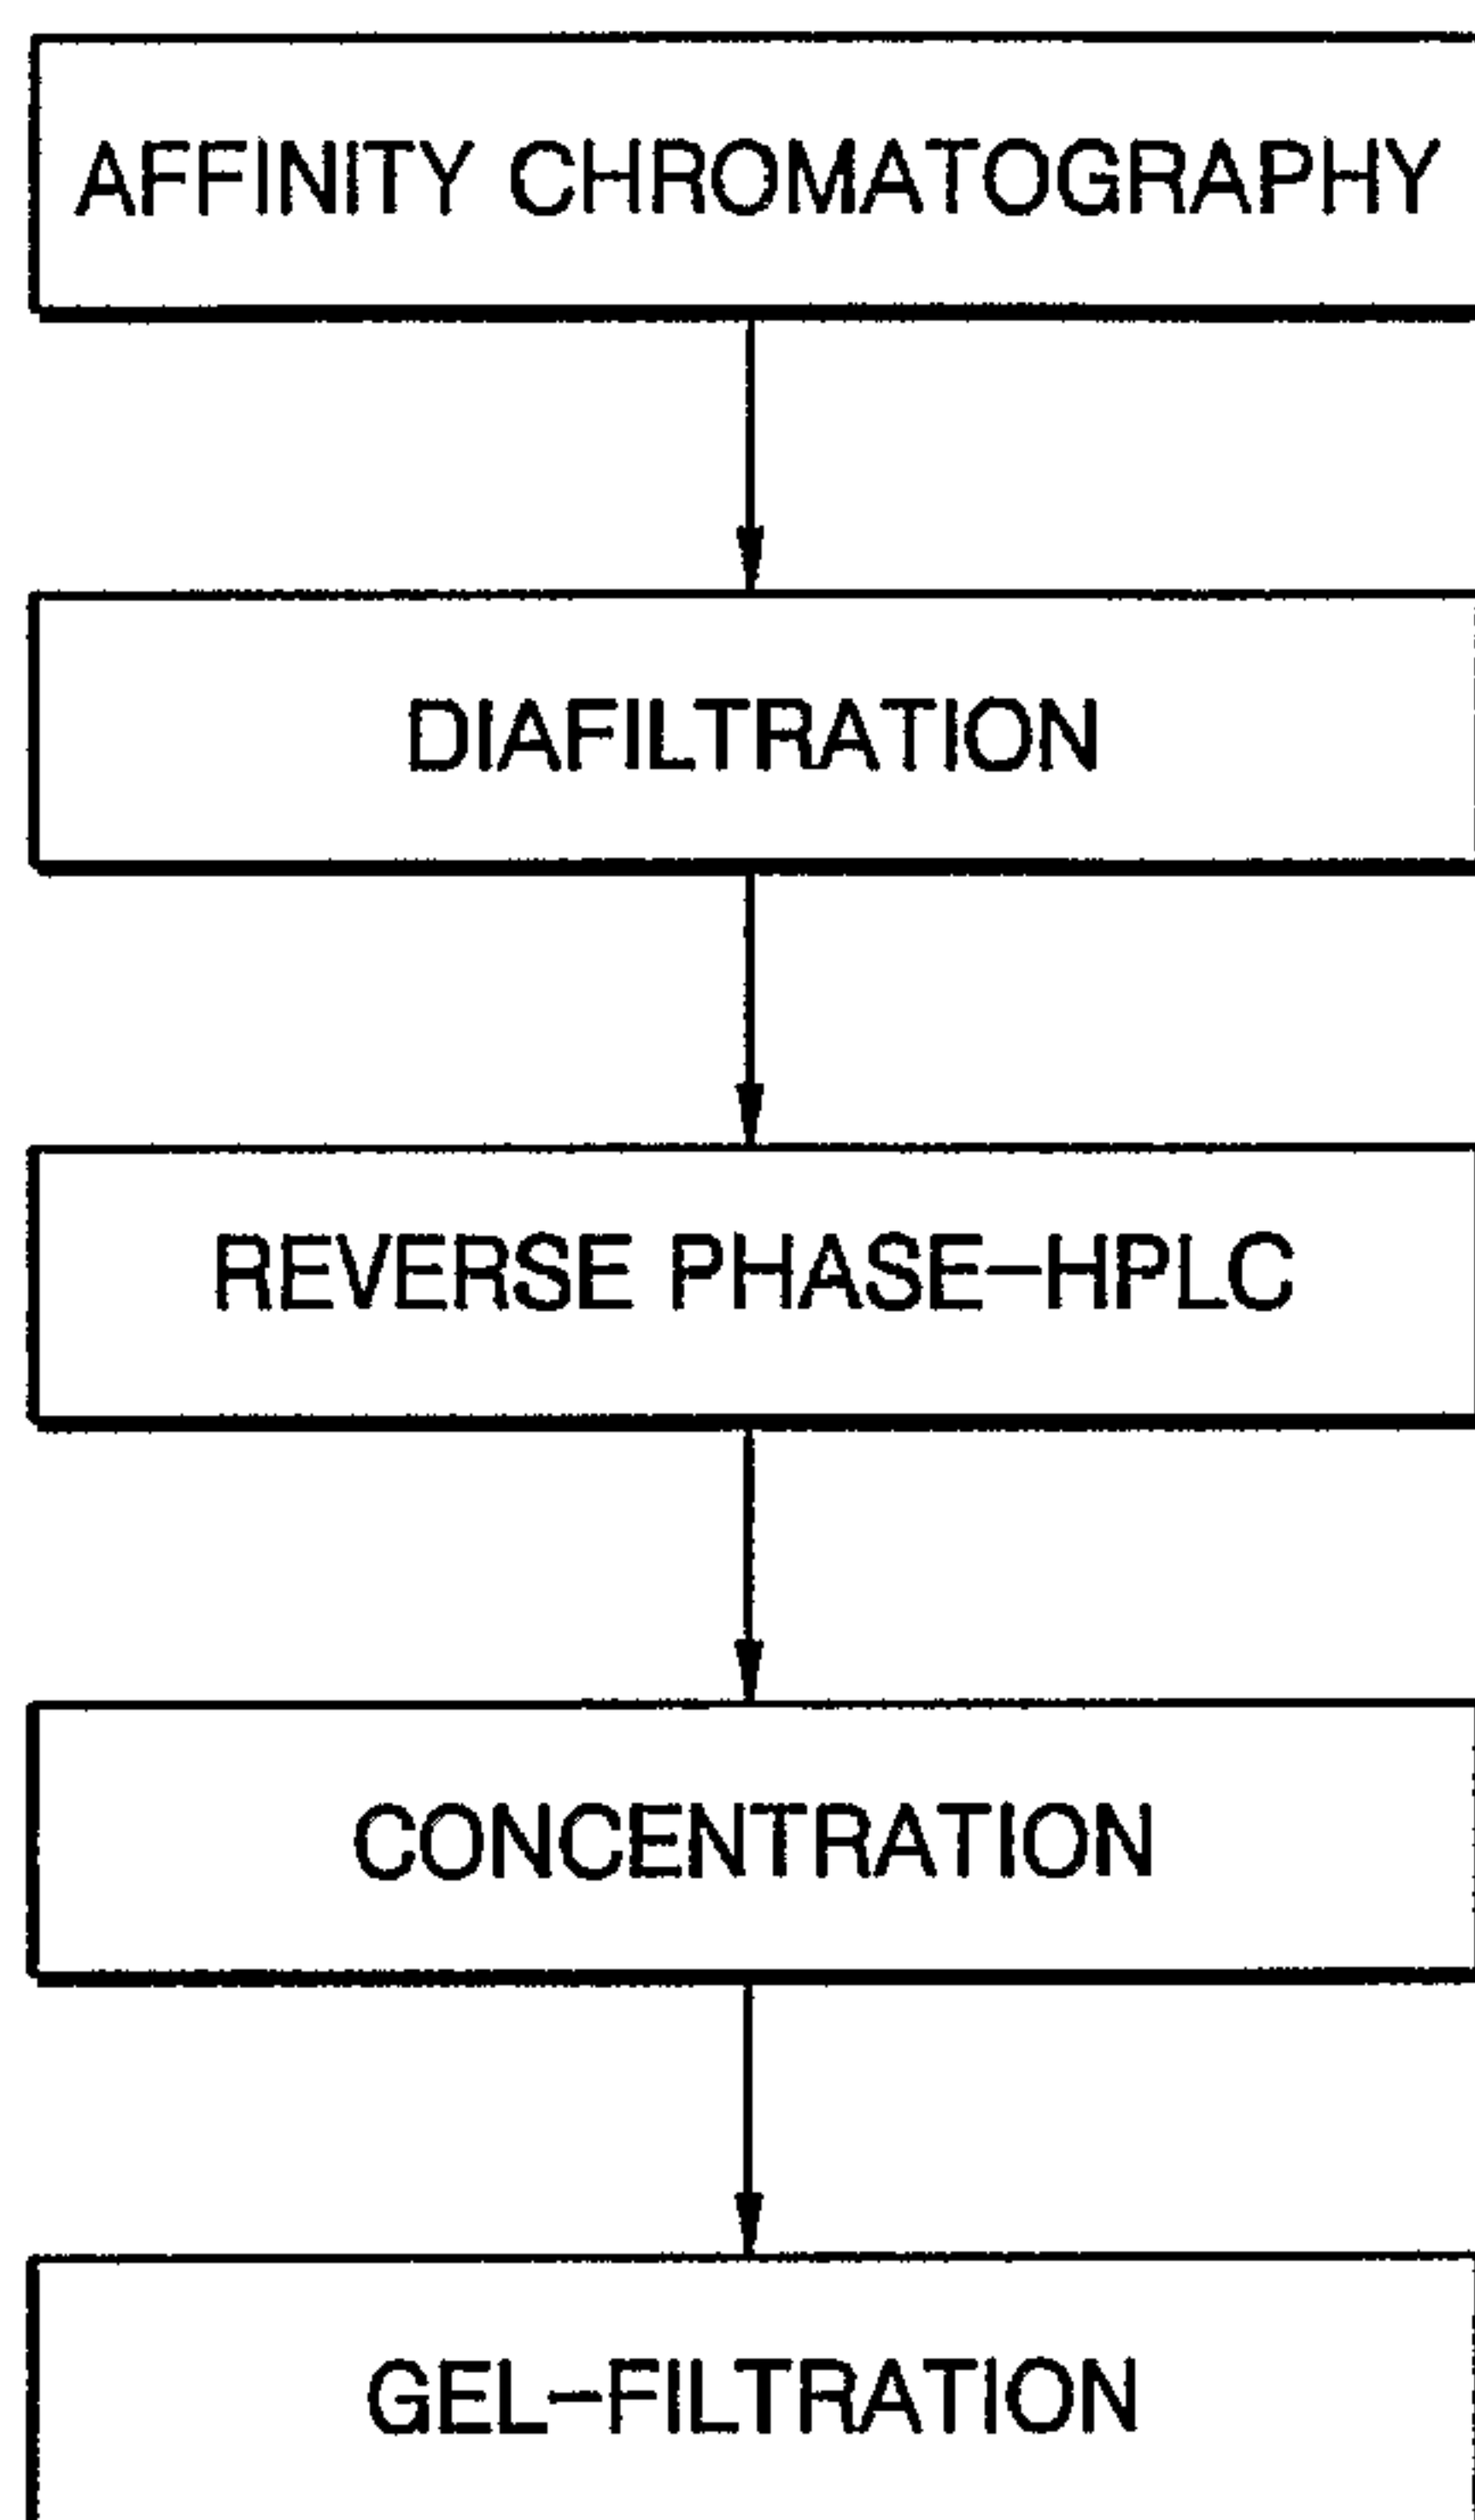 AFFINITY CHROMATOGRAPHY
DIAFILTRATION
REVERSE PHASE-HPLC
CONCENTRATION
GEL-FILTRATION